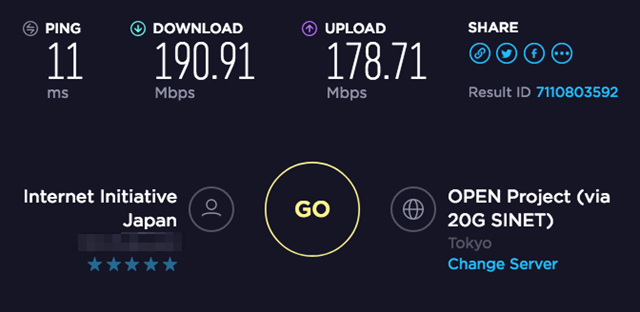 PING
11
ms
DOWNLOAD
190.91
Mbps
UPLOAD
178.71
Mbps
SHARE
Result ID 7110803592
Internet Initiative
Japan
GO
OPEN Project (via
20G SINET)
Tokyo
Change Server